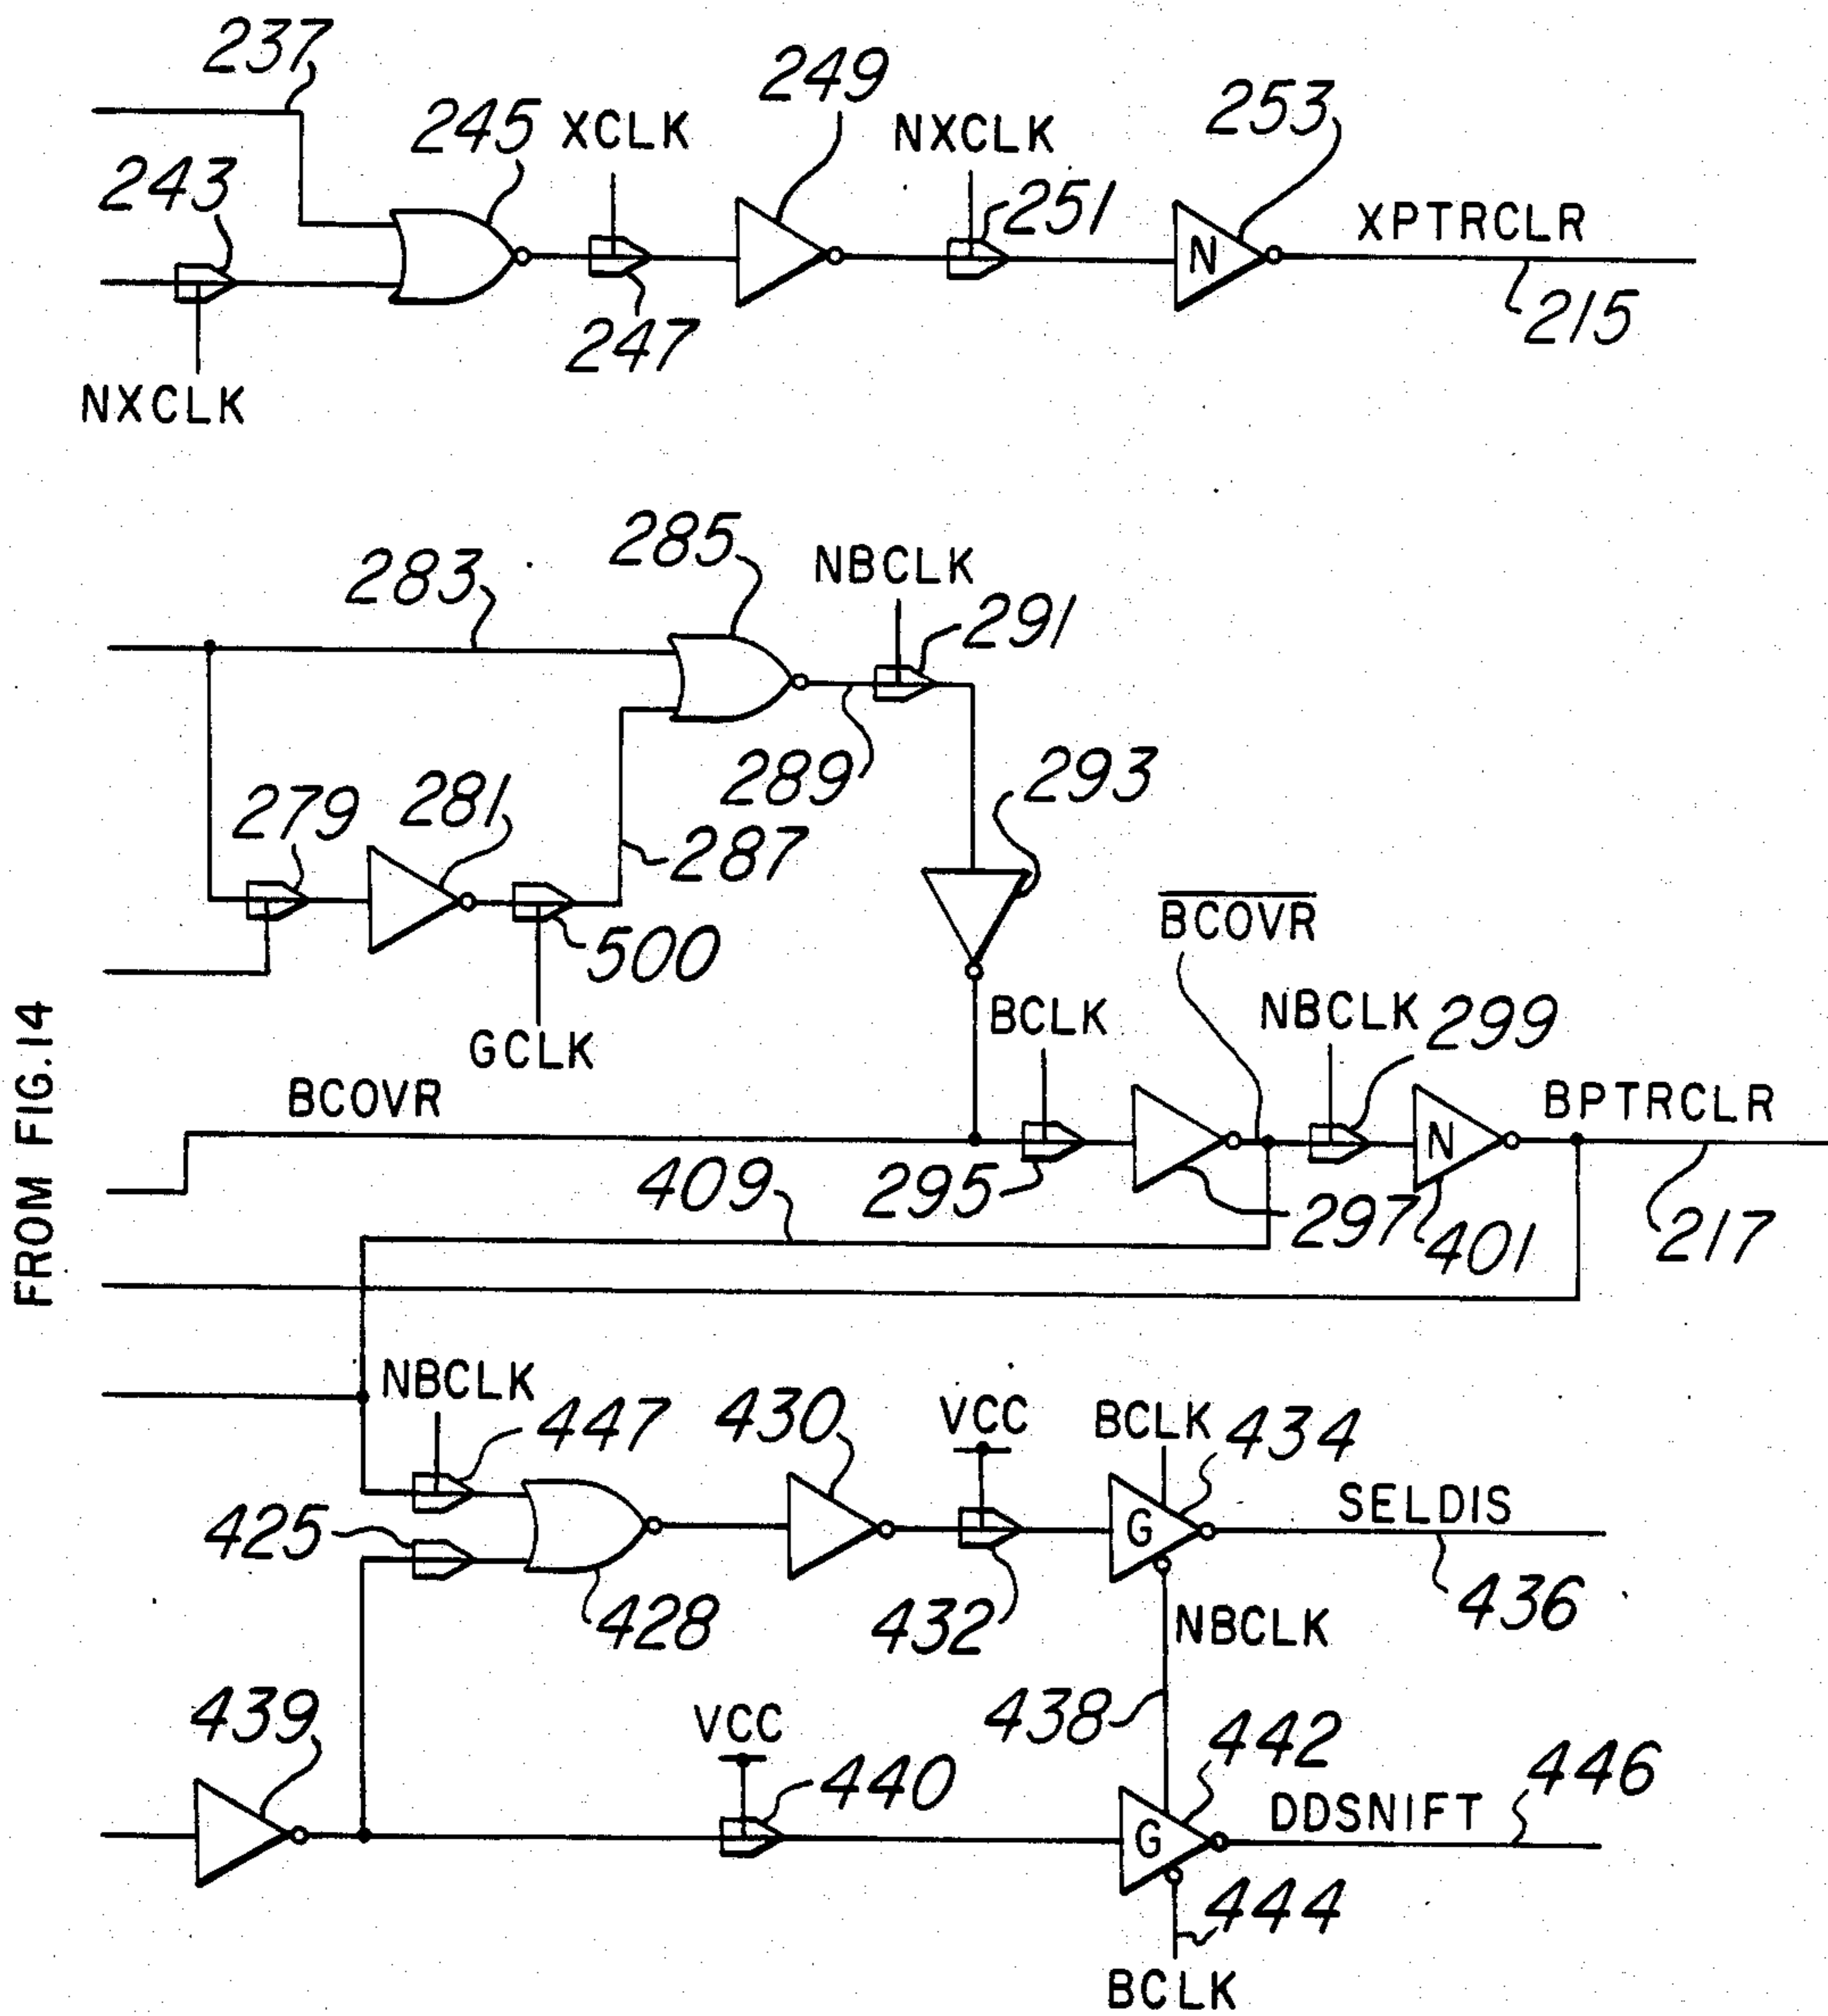 237
243
245
XCLK
249
NXCLK
253
251
XPTRCLR
247
215
NXCLK
283
285
NBCLK
291
279
281
289
293
287
500
GCLK
BCOVR
BCLK
NBCLK
299
FROM FIG.14
BCOVR
BPTRCLR
409
295
297
401
217
NBCLK
447
430
VCC
BCLK
434
425
SELDIS
428
432
436
NBCLK
439
VCC
438
442
440
446
DDSNIFT
444
BCLK